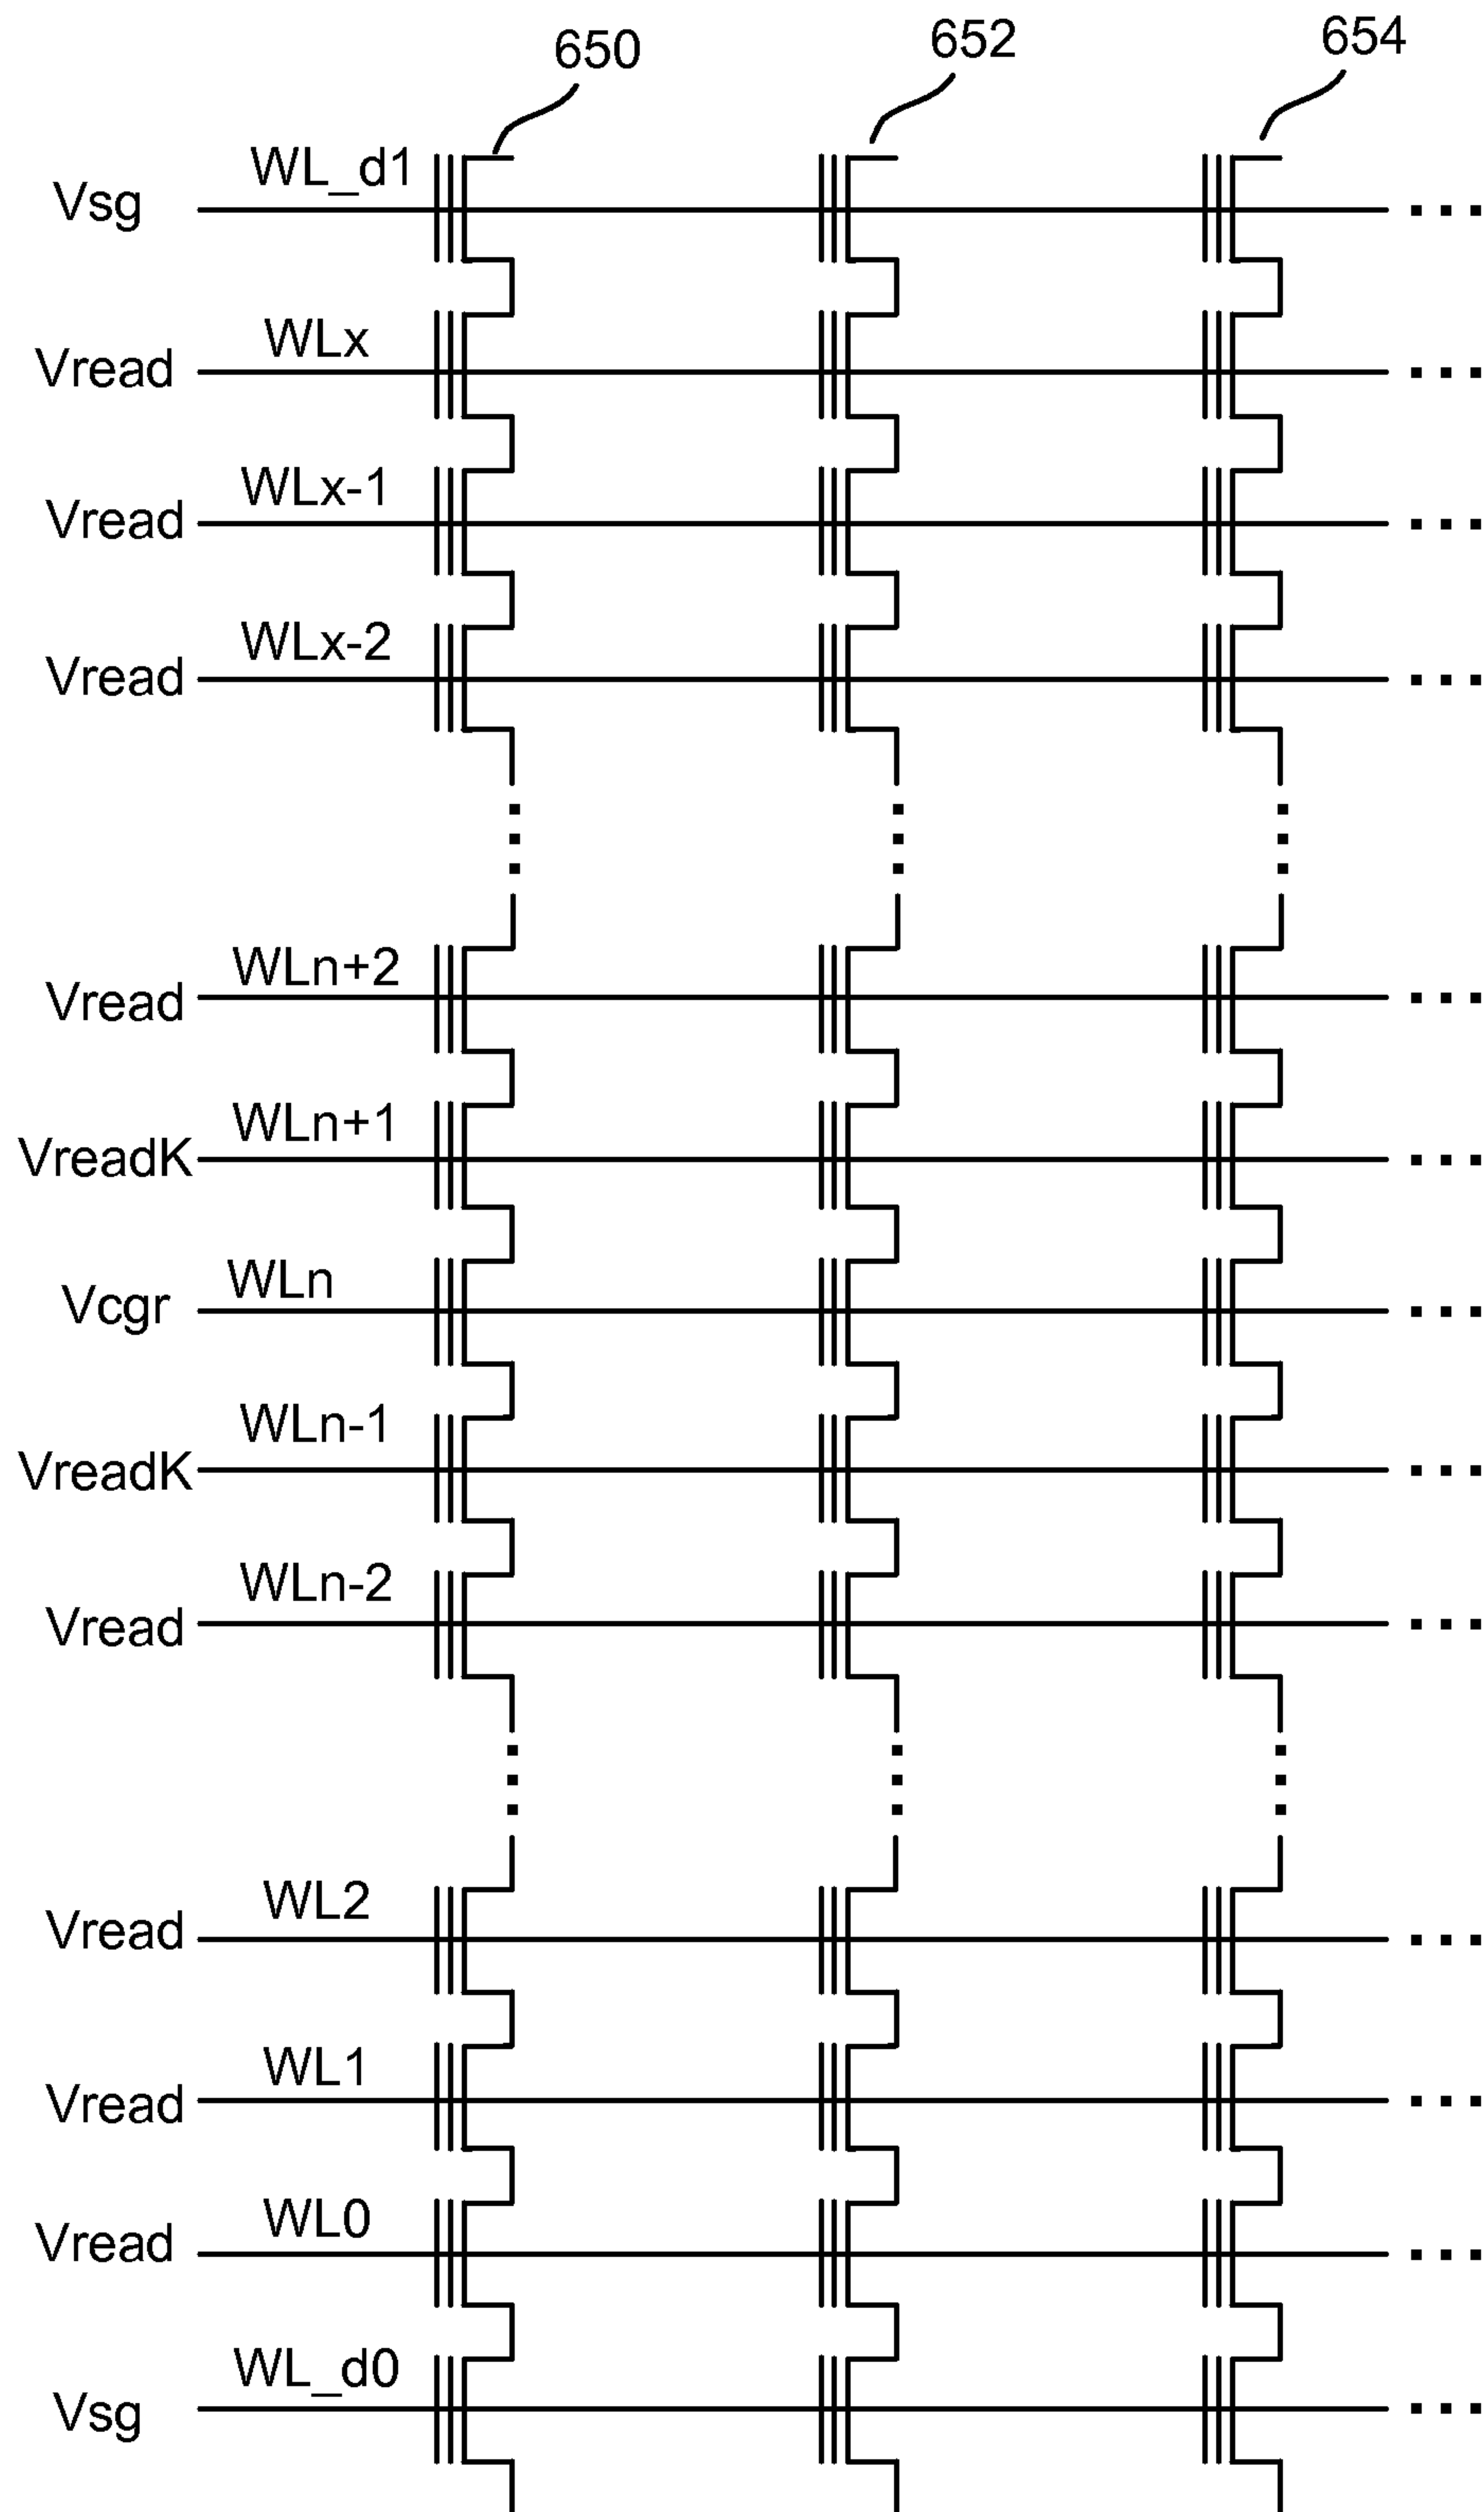 650 652 654
Vsg WL_d1
Vread WLx
Vread WLx-1
Vread WLx-2
Vread WLn+2
VreadK WLn+1
Vcgr WLn
VreadK WLn-1
Vread WLn-2
Vread WL2
Vread WL1
Vread WL0
Vsg WL_d0